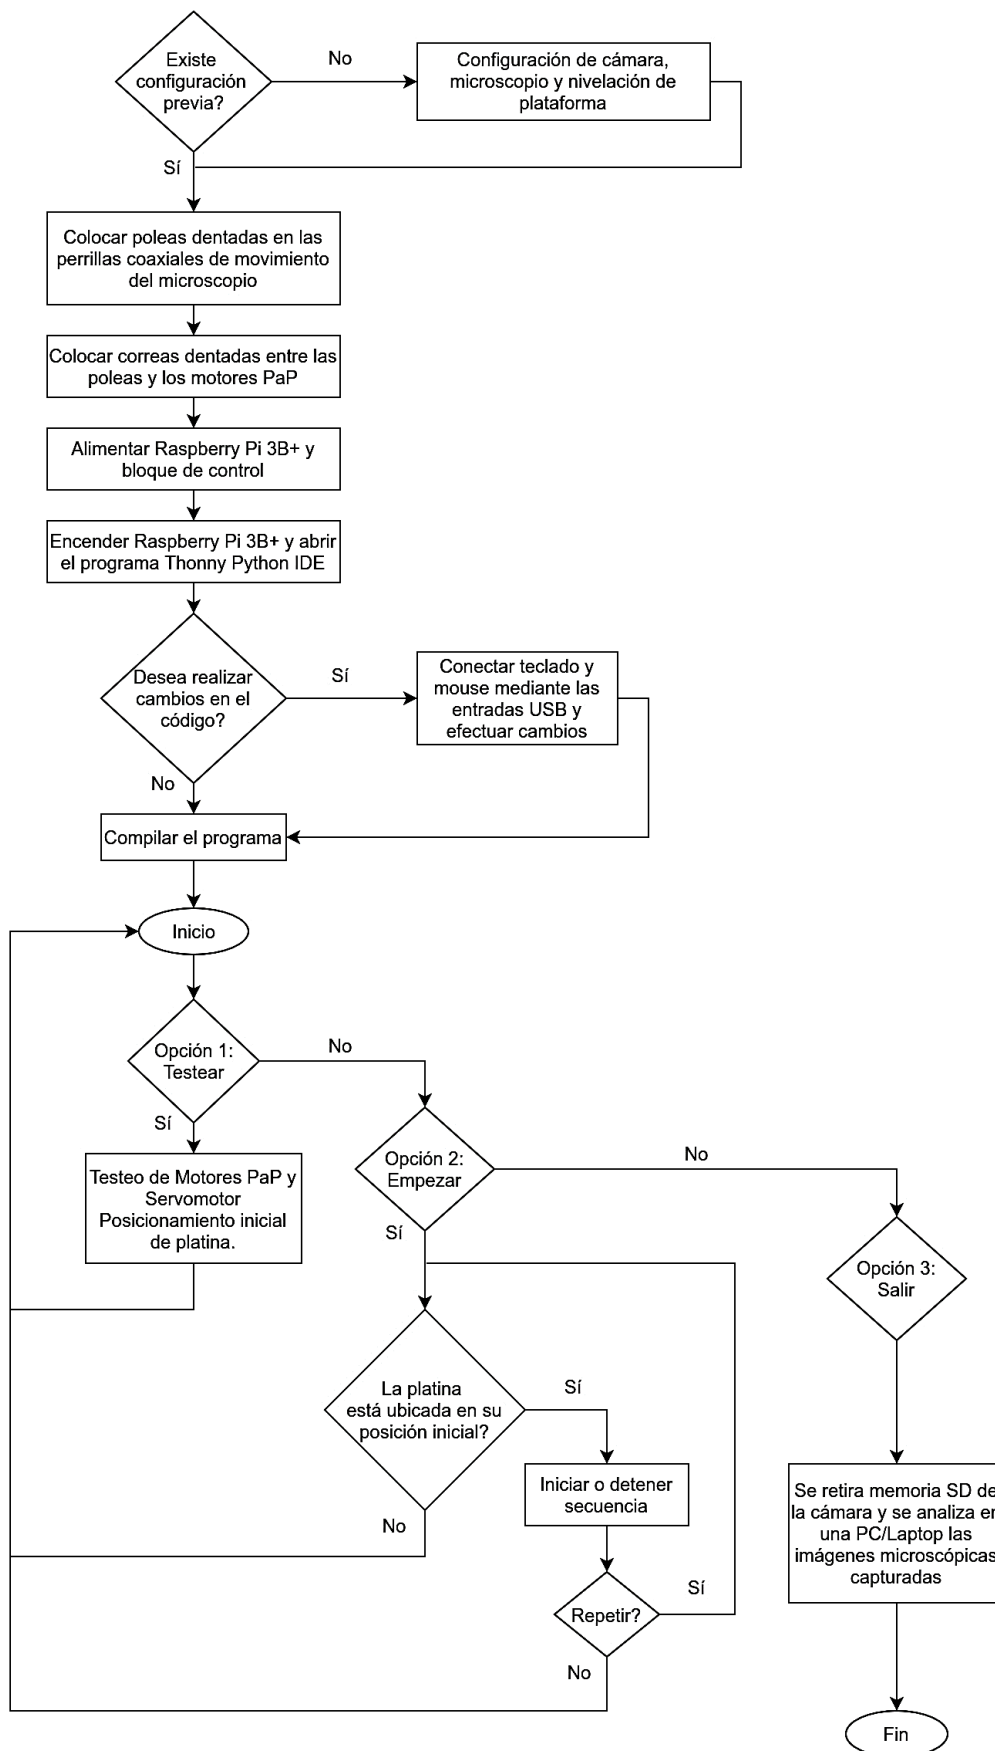 Existe
configuración
previa?
No
Configuración de cámara,
microscopio y nivelación de
plataforma
Sí
Colocar poleas dentadas en las
perrillas coaxiales de movimiento
del microscopio
Colocar correas dentadas entre las
poleas y los motores PaP
Alimentar Raspberry Pi 3B+ y
bloque de control
Encender Raspberry Pi 3B+ y abrir
el programa Thonny Python IDE
Desea realizar
cambios en el
código?
Sí
Conectar teclado y
mouse mediante las
entradas USB y
efectuar cambios
No
Compilar el programa
Inicio
Opción 1:
Testear
No
Sí
Testeo de Motores PaP y
Servomotor
Posicionamiento inicial
de platina.
Opción 2:
Empezar
No
Sí
Opción 3:
Salir
La platina
está ubicada en su
posición inicial?
Sí
No
Iniciar o detener
secuencia
Repetir?
Sí
No
Se retira memoria SD de
la cámara y se analiza en
una PC/Laptop las
imágenes microscópicas
capturadas
Fin